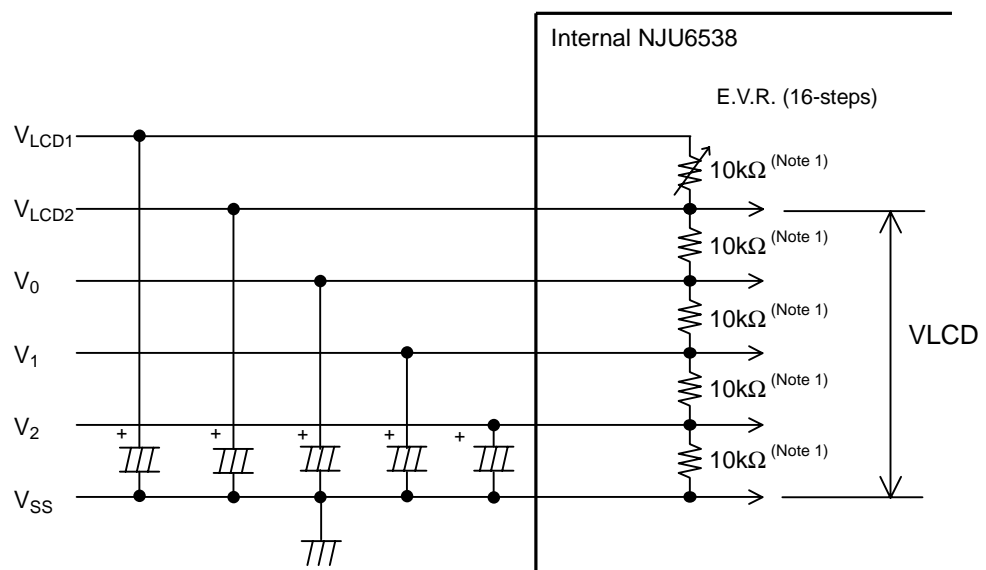 Internal NJU6538
E.V.R. (16-steps)
VLCD1
10kΩ (Note 1)
VLCD2
10kΩ (Note 1)
V0
10kΩ (Note 1)
VLCD
V1
10kΩ (Note 1)
V2
+ + + + +
10kΩ (Note 1)
VSS